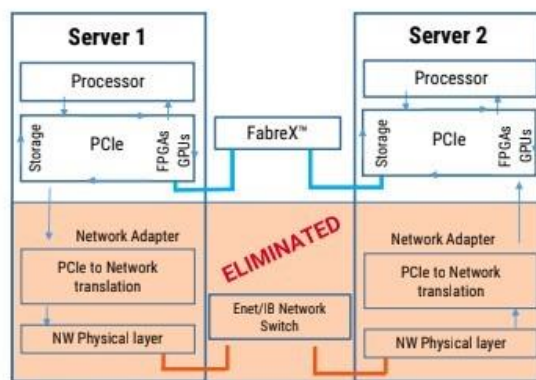 Server 1
Processor
Storage
PCIe
FPGAs
GPUs
Network Adapter
PCIe to Network
translation
NW Physical layer
FabreX™
ELIMINATED
Enet/IB Network
Switch
Server 2
Processor
Storage
PCIe
FPGAs
GPUs
Network Adapter
PCIe to Network
translation
NW Physical layer